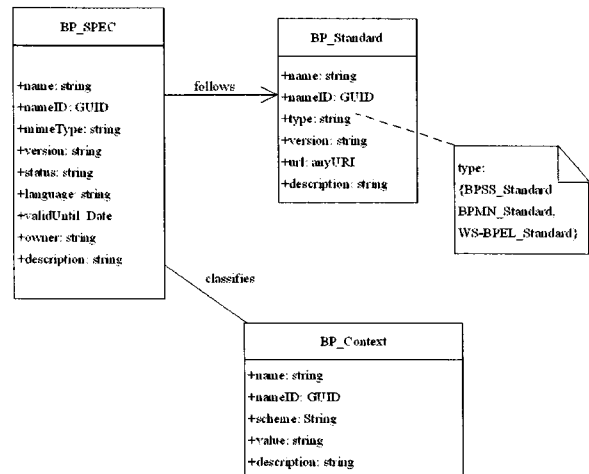 BP_SPEC
+name: string
+nameID: GUID
+mimeType: string
+version: string
+status: string
+language: string
+validUntil Date
+owner: string
+description: string
follows
BP_Standard
+name: string
+nameID: GUID
+type: string
+version: string
+url: anyURI
+description: string
type:
{BPSS_Standard
BPMN_Standard,
WS-BPEL_Standard}
classifies
BP_Context
+name: string
+nameID: GUID
+scheme: String
+value: string
+description: string